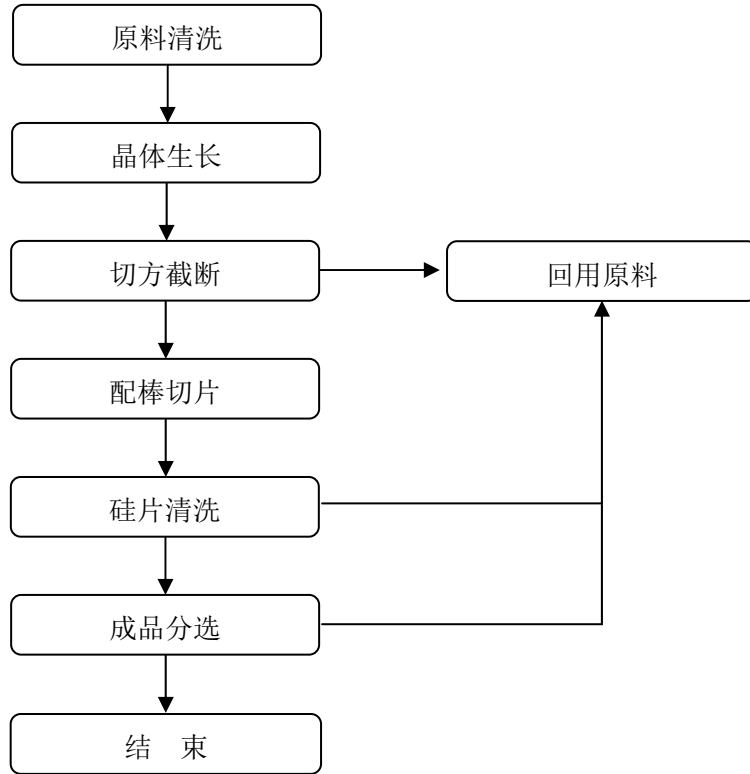 原料清洗
晶体生长
切方截断
回用原料
配棒切片
硅片清洗
成品分选
结 束